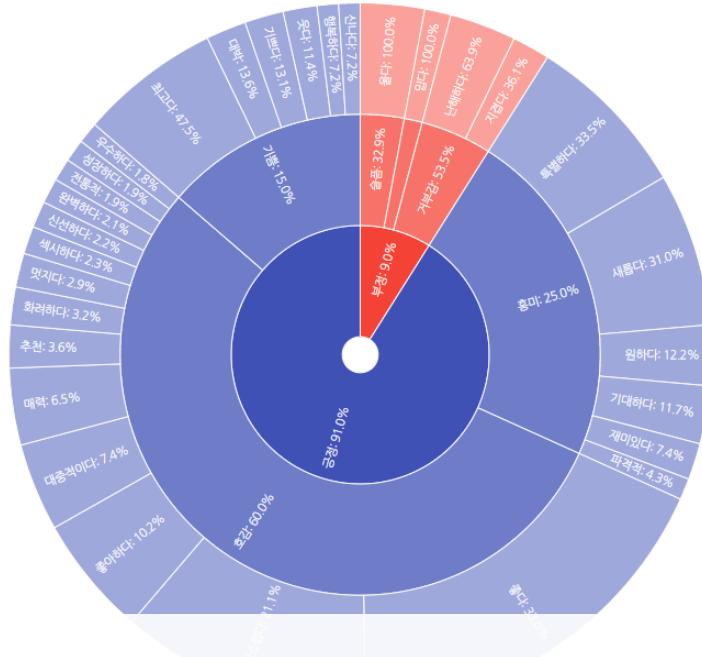 부정: 9.0%
긍정: 91.0%
슬픔: 32.9%
거부감: 53.5%
흥미: 25.0%
호감: 60.0%
기쁨: 15.0%
울다: 100.0%
밉다: 100.0%
난해하다: 63.9%
지겹다: 36.1%
특별하다: 33.5%
새롭다: 31.0%
원하다: 12.2%
기대하다: 11.7%
재미있다: 7.4%
파격적: 4.3%
좋다:
좋아하다: 10.2%
대중적이다: 7.4%
매력: 6.5%
추천: 3.6%
화려하다: 3.2%
멋지다: 2.9%
섹시하다: 2.3%
신선하다: 2.2%
완벽하다: 2.1%
전통적: 1.9%
성장하다: 1.9%
우수하다: 1.8%
최고다: 47.5%
대박: 13.6%
기쁘다: 13.1%
웃다: 11.4%
행복하다: 7.2%
신나다: 7.2%